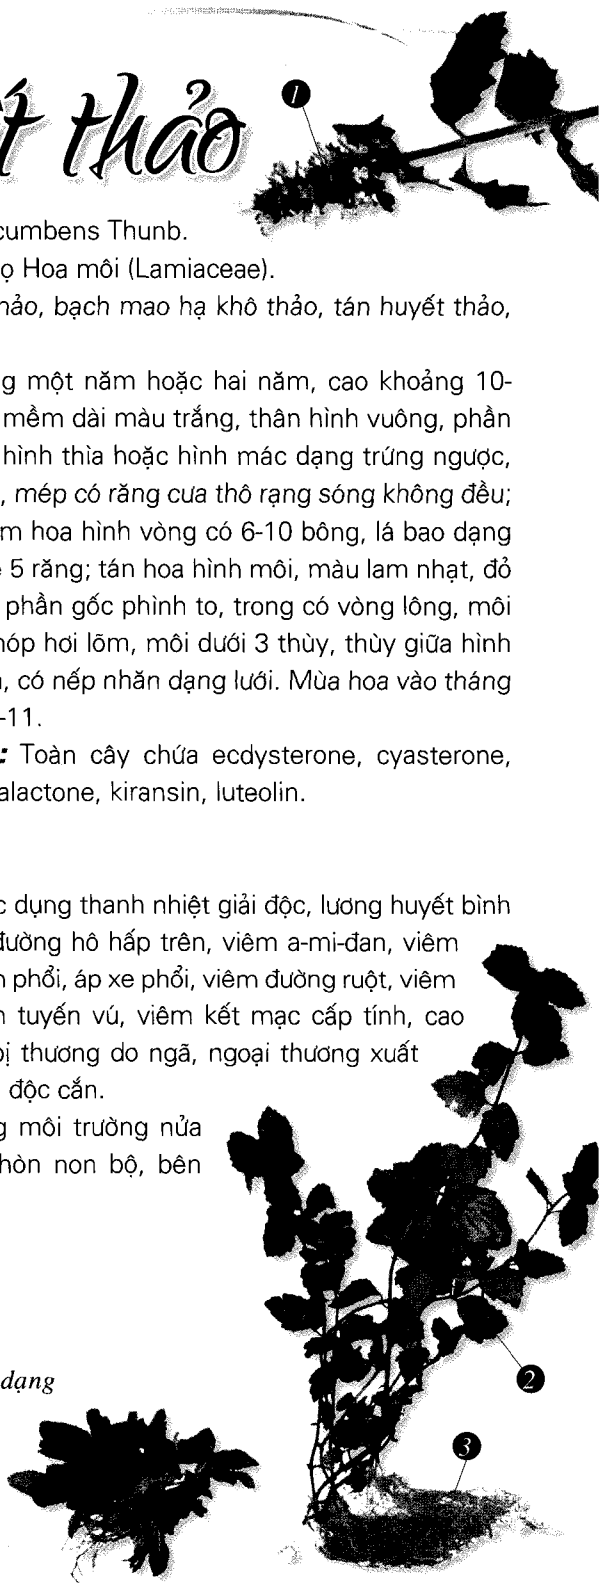 t thảo
1
cumbens Thunb.
ọ Hoa môi (Lamiaceae).
hảo, bạch mao hạ khô thảo, tán huyết thảo,
g một năm hoặc hai năm, cao khoảng 10-
mềm dài màu trắng, thân hình vuông, phần
hình thìa hoặc hình mác dạng trứng ngược,
, mép có răng cưa thô rạng sóng không đều;
m hoa hình vòng có 6-10 bông, lá bao dạng
5 răng; tán hoa hình môi, màu lam nhạt, đỏ
phần gốc phình to, trong có vòng lông, môi
hóp hơi lõm, môi dưới 3 thùy, thùy giữa hình
, có nếp nhăn dạng lưới. Mùa hoa vào tháng
-11.
: Toàn cây chứa ecdysterone, cyasterone,
alactone, kiransin, luteolin.
c dụng thanh nhiệt giải độc, lương huyết bình
đường hô hấp trên, viêm a-mi-đan, viêm
n phổi, áp xe phổi, viêm đường ruột, viêm
n tuyến vú, viêm kết mạc cấp tính, cao
bị thương do ngã, ngoại thương xuất
độc cắn.
g môi trường nửa
hòn non bộ, bên
2
dạng
3